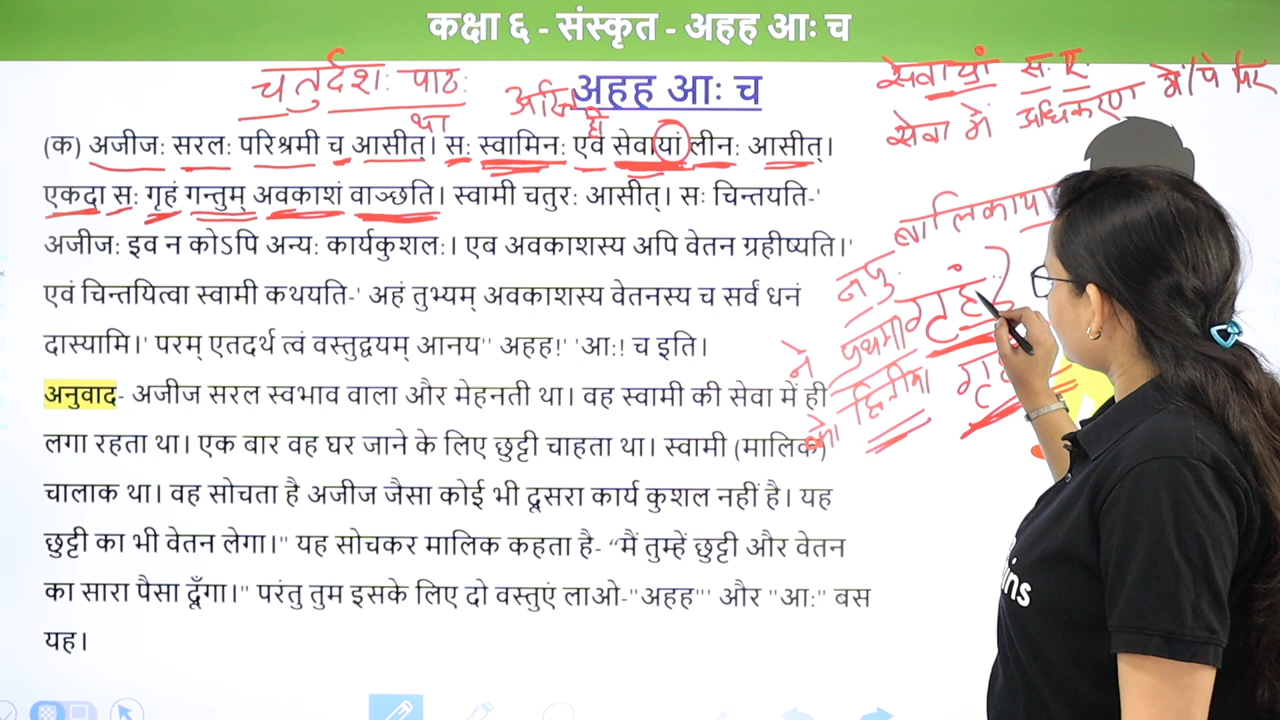 कक्षा ६ - संस्कृत - अहह आः च
चतुर्दशः पाठः
अहह आः च
सेवायां स. ए.
सेवा में अधिकरण में/पे पर
था
ही
(क) अजीजः सरलः परिश्रमी च आसीत्। सः स्वामिनः एव सेवायां लीनः आसीत्।
एकदा सः गृहं गन्तुम् अवकाशं वाञ्छति। स्वामी चतुरः आसीत्। सः चिन्तयति-'
अजीजः इव न कोऽपि अन्यः कार्यकुशलः। एष अवकाशस्य अपि वेतन ग्रहीष्यति।'
एवं चिन्तयित्वा स्वामी कथयति-' अहं तुभ्यम् अवकाशस्य वेतनस्य च सर्वं धनं
दास्यामि।' परम् एतदर्थ त्वं वस्तुद्वयम् आनय'' अहह!' 'आः! च इति।
बालिकाया
नपु.
ने प्रथमा गृहं
को द्वितीया
अनुवाद- अजीज सरल स्वभाव वाला और मेहनती था। वह स्वामी की सेवा में ही
लगा रहता था। एक बार वह घर जाने के लिए छुट्टी चाहता था। स्वामी (मालिक)
चालाक था। वह सोचता है अजीज जैसा कोई भी दूसरा कार्य कुशल नहीं है। यह
छुट्टी का भी वेतन लेगा।'' यह सोचकर मालिक कहता है- “मैं तुम्हें छुट्टी और वेतन
का सारा पैसा दूँगा।'' परंतु तुम इसके लिए दो वस्तुएं लाओ-''अहह''' और ''आः'' बस
यह।